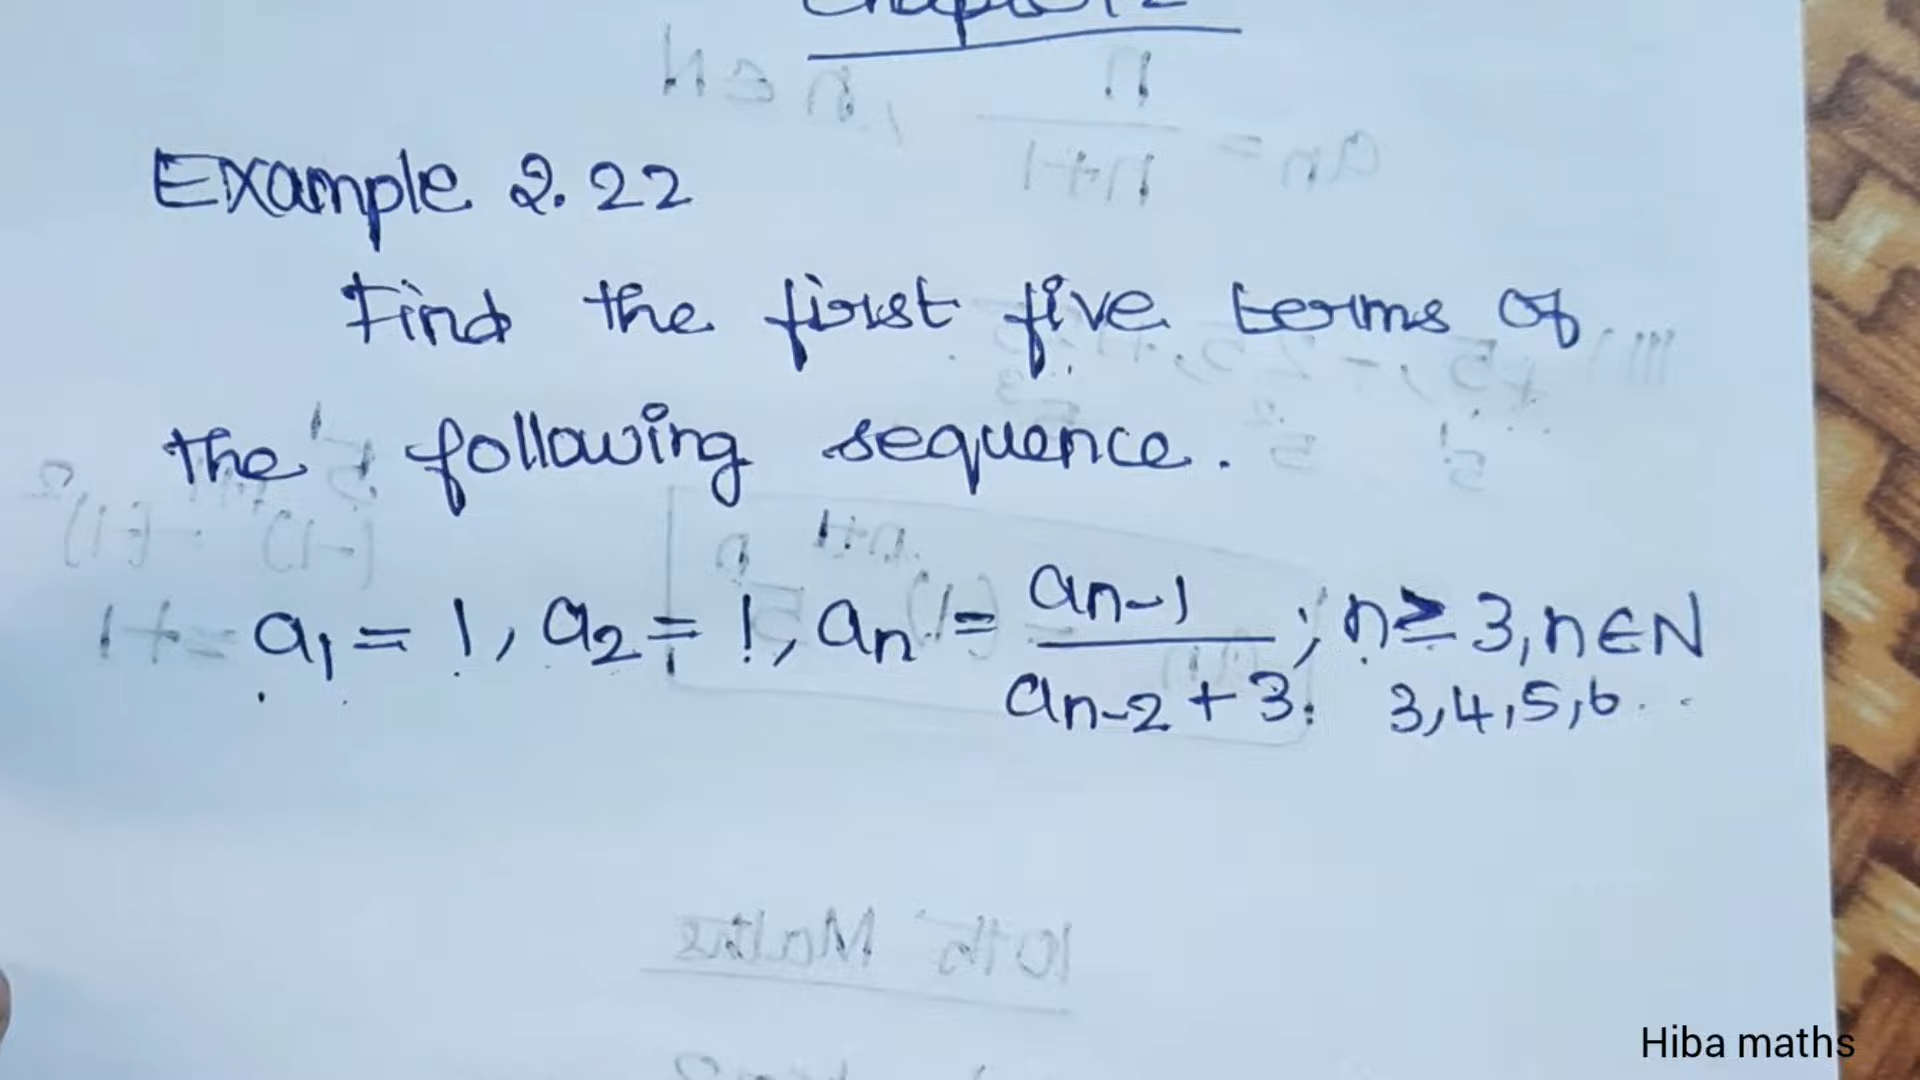 Example 2.22
Find the first five terms of
the following sequence.
a₁ = 1, a₂ = 1, aₙ = aₙ₋₁ / (aₙ₋₂ + 3) ; n ≥ 3, n ∈ N
3,4,5,6...
Hiba maths